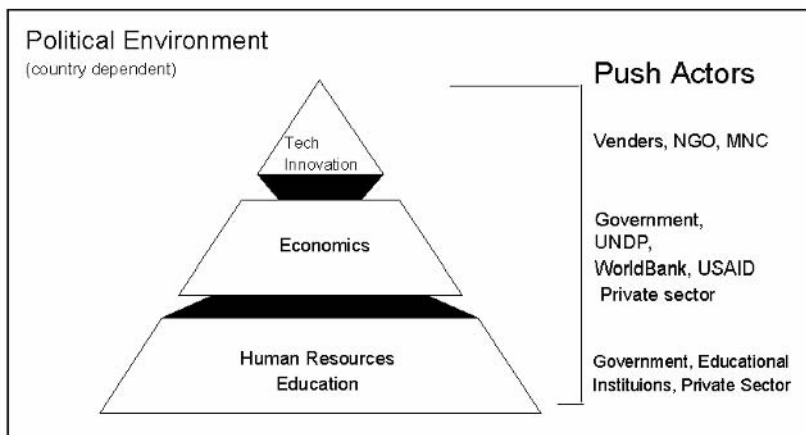 Political Environment
(country dependent)
Push Actors
Tech
Innovation
Venders, NGO, MNC
Economics
Government,
UNDP,
WorldBank, USAID
Private sector
Human Resources
Education
Government, Educational
Instituions, Private Sector